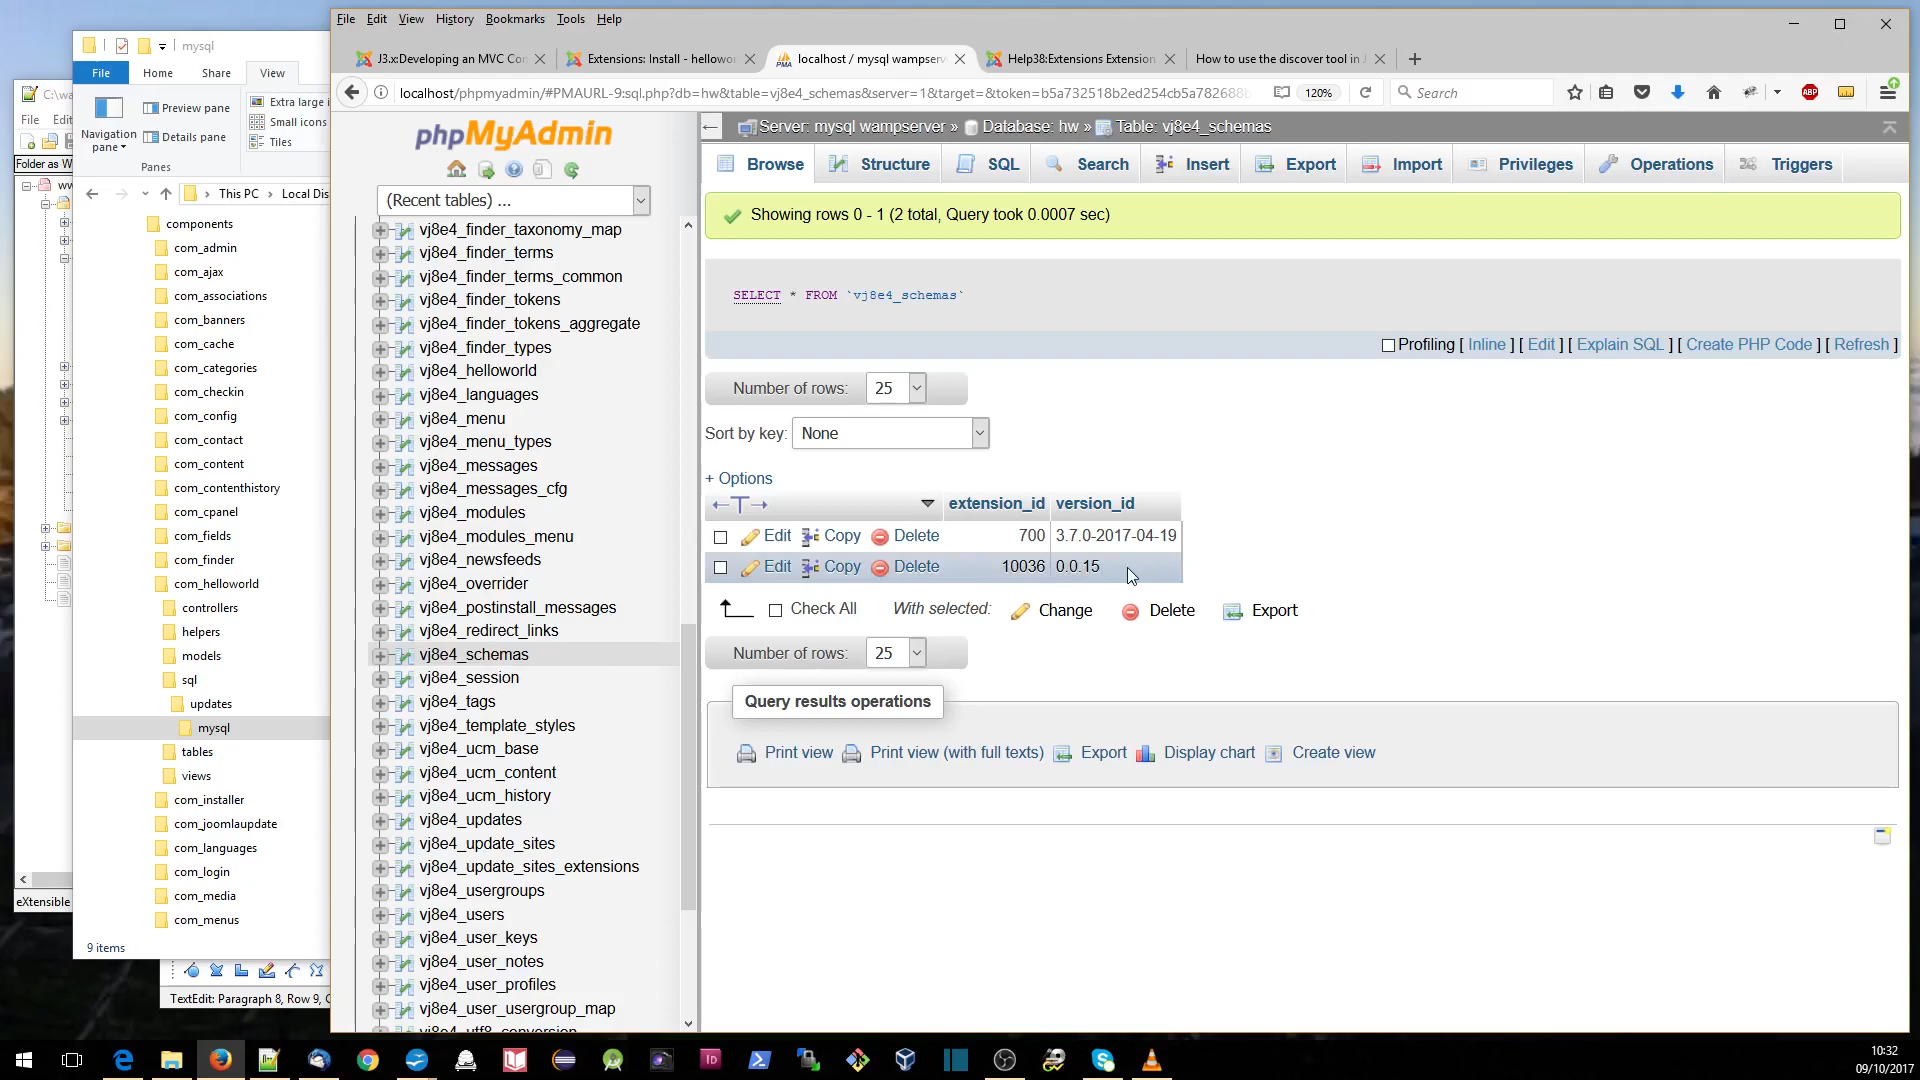 C:\wa
File Edi
Folder as W
ww
eXtensible
mysql
File Home Share View
Navigation pane
Preview pane
Details pane
Panes
Extra large i
Small icons
Tiles
This PC Local Dis
components
com_admin
com_ajax
com_associations
com_banners
com_cache
com_categories
com_checkin
com_config
com_contact
com_content
com_contenthistory
com_cpanel
com_fields
com_finder
com_helloworld
controllers
helpers
models
sql
updates
mysql
tables
views
com_installer
com_joomlaupdate
com_languages
com_login
com_media
com_menus
9 items
TextEdit: Paragraph 8, Row 9, C
File Edit View History Bookmarks Tools Help
J3.x:Developing an MVC Con
Extensions: Install - hellowor
localhost / mysql wampserv
Help38:Extensions Extension
How to use the discover tool in J
localhost/phpmyadmin/#PMAURL-9:sql.php?db=hw&table=vj8e4_schemas&server=1&target=&token=b5a732518b2ed254cb5a782688b
120%
Search
ABP
phpMyAdmin
(Recent tables) ...
vj8e4_finder_taxonomy_map
vj8e4_finder_terms
vj8e4_finder_terms_common
vj8e4_finder_tokens
vj8e4_finder_tokens_aggregate
vj8e4_finder_types
vj8e4_helloworld
vj8e4_languages
vj8e4_menu
vj8e4_menu_types
vj8e4_messages
vj8e4_messages_cfg
vj8e4_modules
vj8e4_modules_menu
vj8e4_newsfeeds
vj8e4_overrider
vj8e4_postinstall_messages
vj8e4_redirect_links
vj8e4_schemas
vj8e4_session
vj8e4_tags
vj8e4_template_styles
vj8e4_ucm_base
vj8e4_ucm_content
vj8e4_ucm_history
vj8e4_updates
vj8e4_update_sites
vj8e4_update_sites_extensions
vj8e4_usergroups
vj8e4_users
vj8e4_user_keys
vj8e4_user_notes
vj8e4_user_profiles
vj8e4_user_usergroup_map
vj8e4_utf8_conversion
Server: mysql wampserver » Database: hw » Table: vj8e4_schemas
Browse Structure SQL Search Insert Export Import Privileges Operations Triggers
Showing rows 0 - 1 (2 total, Query took 0.0007 sec)
SELECT * FROM `vj8e4_schemas`
Profiling [ Inline ] [ Edit ] [ Explain SQL ] [ Create PHP Code ] [ Refresh ]
Number of rows: 25
Sort by key: None
+ Options
←T→ extension_id version_id
Edit Copy Delete 700 3.7.0-2017-04-19
Edit Copy Delete 10036 0.0.15
Check All With selected: Change Delete Export
Number of rows: 25
Query results operations
Print view Print view (with full texts) Export Display chart Create view
10:32
09/10/2017